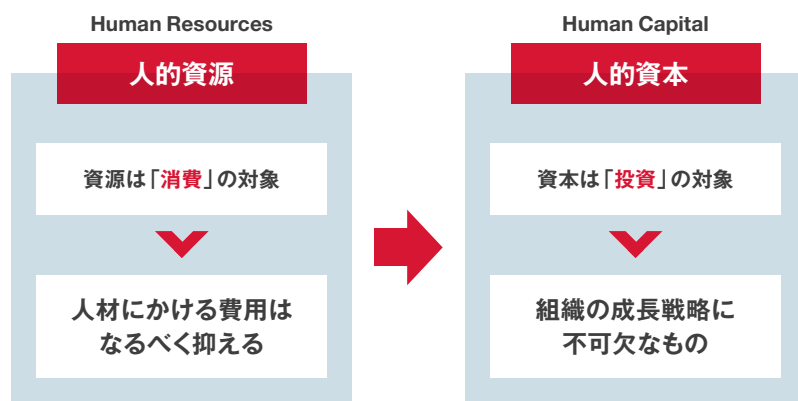 Human Resources
人的資源
資源は「消費」の対象
人材にかける費用は
なるべく抑える
Human Capital
人的資本
資本は「投資」の対象
組織の成長戦略に
不可欠なもの